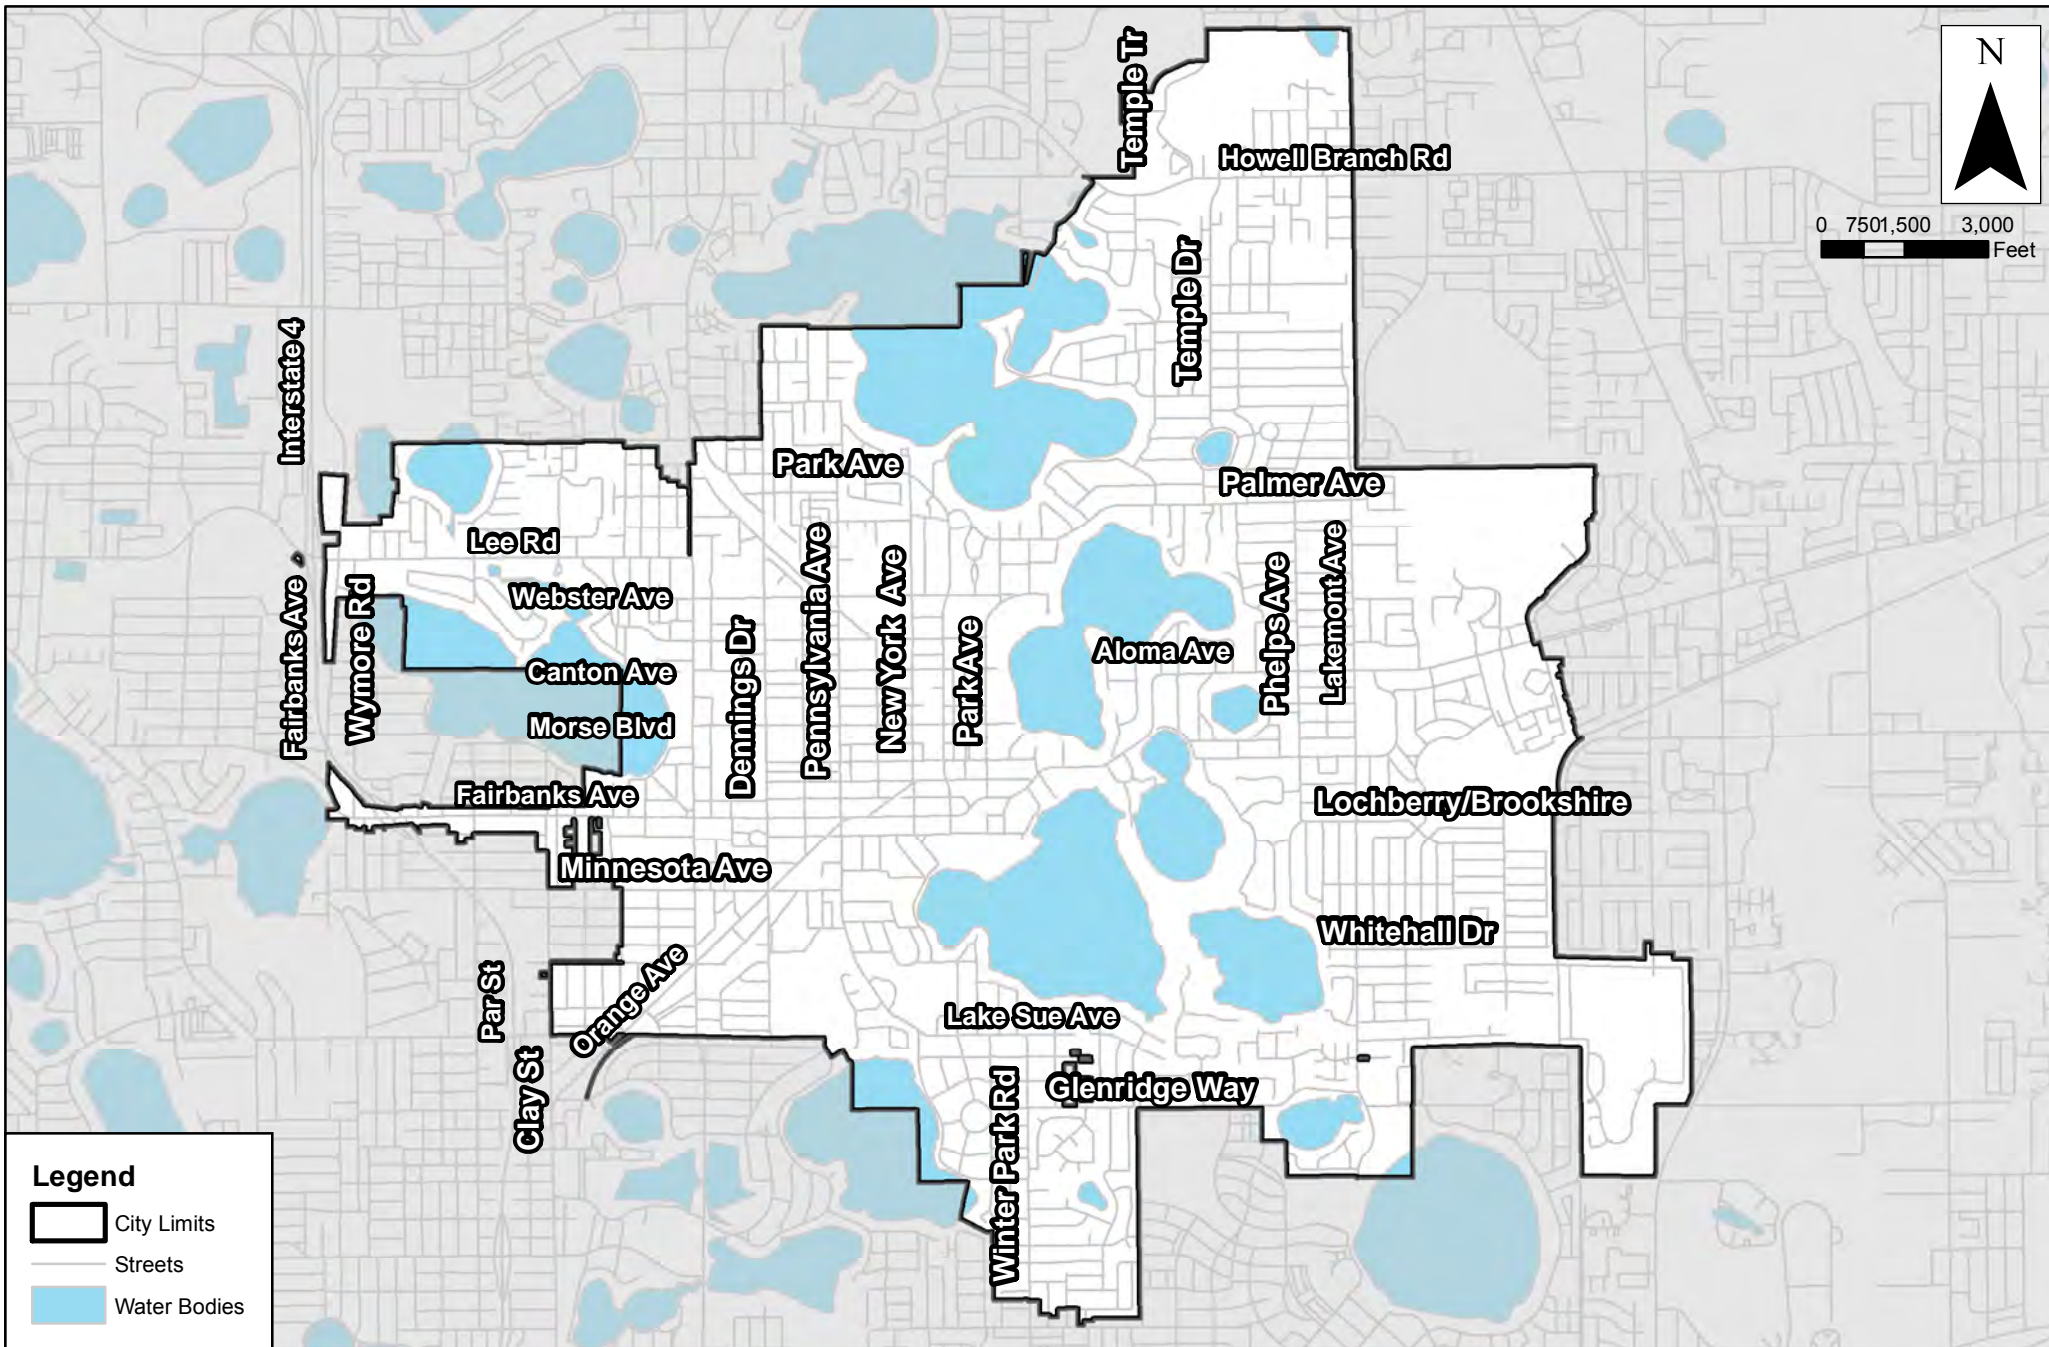 N
0 750 1,500 3,000
Feet
Temple Tr
Howell Branch Rd
Temple Dr
Interstate 4
Park Ave
Palmer Ave
Lee Rd
Webster Ave
Fairbanks Ave
Wymore Rd
Canton Ave
Morse Blvd
Dennings Dr
Pennsylvania Ave
New York Ave
Park Ave
Aloma Ave
Phelps Ave
Lakemont Ave
Fairbanks Ave
Lochberry/Brookshire
Minnesota Ave
Whitehall Dr
Par St
Orange Ave
Lake Sue Ave
Clay St
Winter Park Rd
Glenridge Way
Legend
City Limits
Streets
Water Bodies